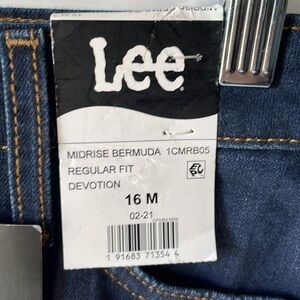 Lee
MIDRISE BERMUDA 1CMRB05
REGULAR FIT
DEVOTION
16 M
02-21
1 91683 71354 4